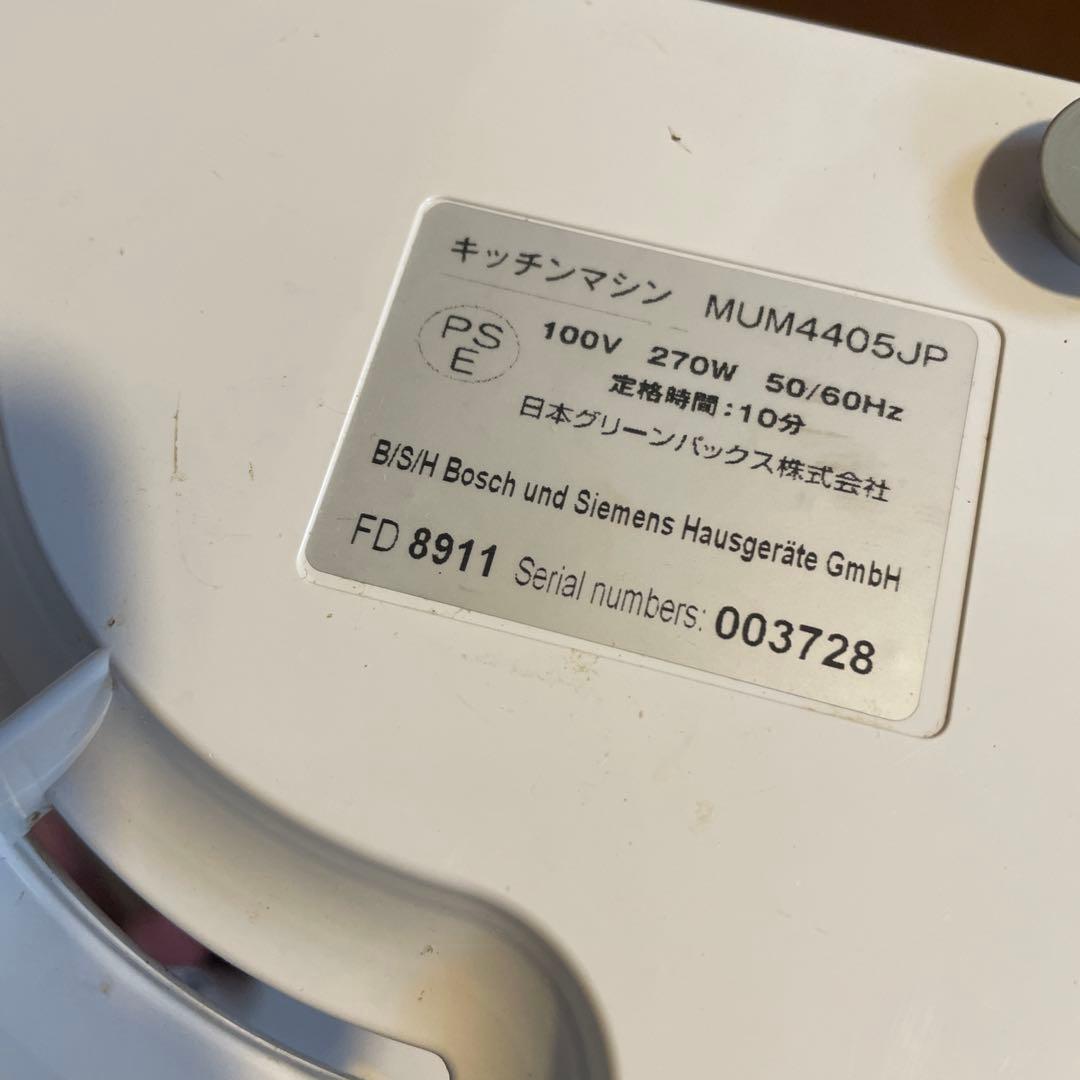 キッチンマシン MUM4405JP
PS
E
100V 270W 50/60Hz
定格時間:10分
日本グリーンパックス株式会社
B/S/H Bosch und Siemens Hausgeräte GmbH
FD 8911 Serial numbers: 003728